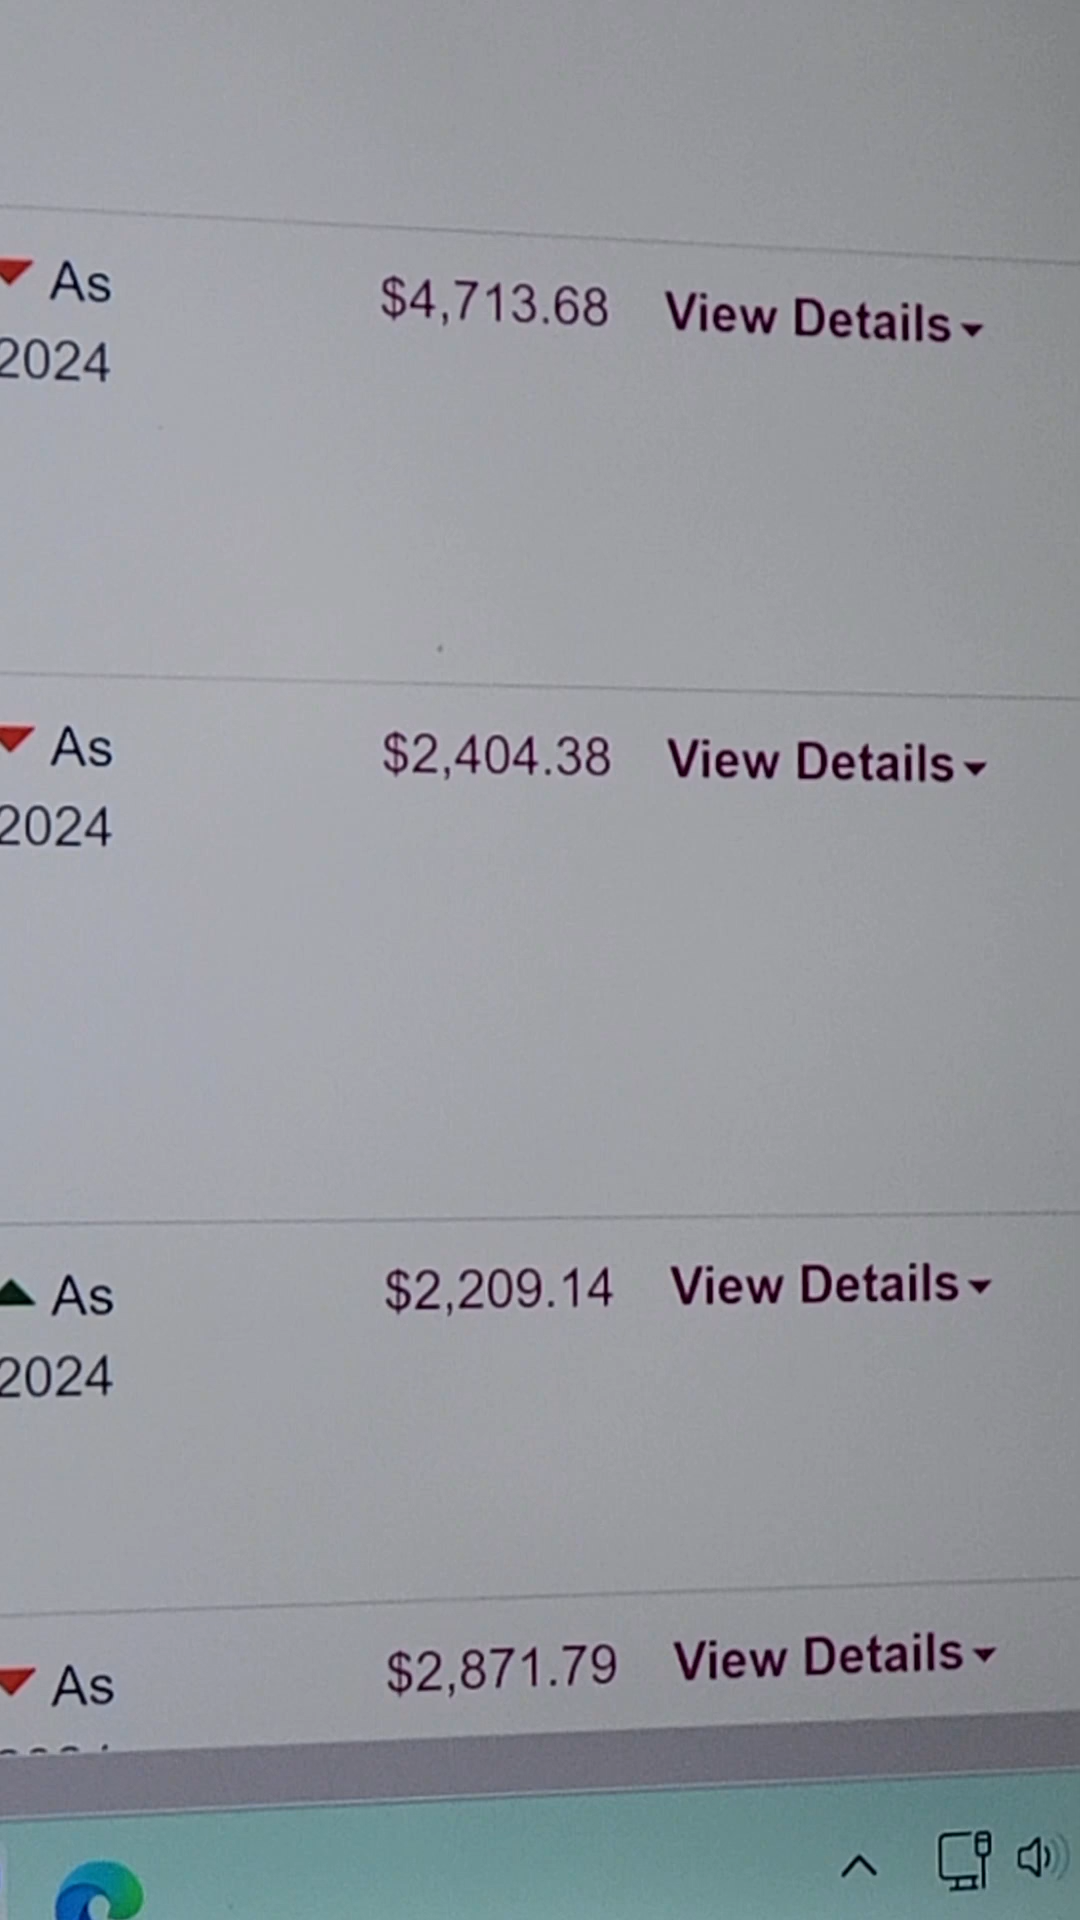 As $4,713.68 View Details
2024
As $2,404.38 View Details
2024
As $2,209.14 View Details
2024
As $2,871.79 View Details